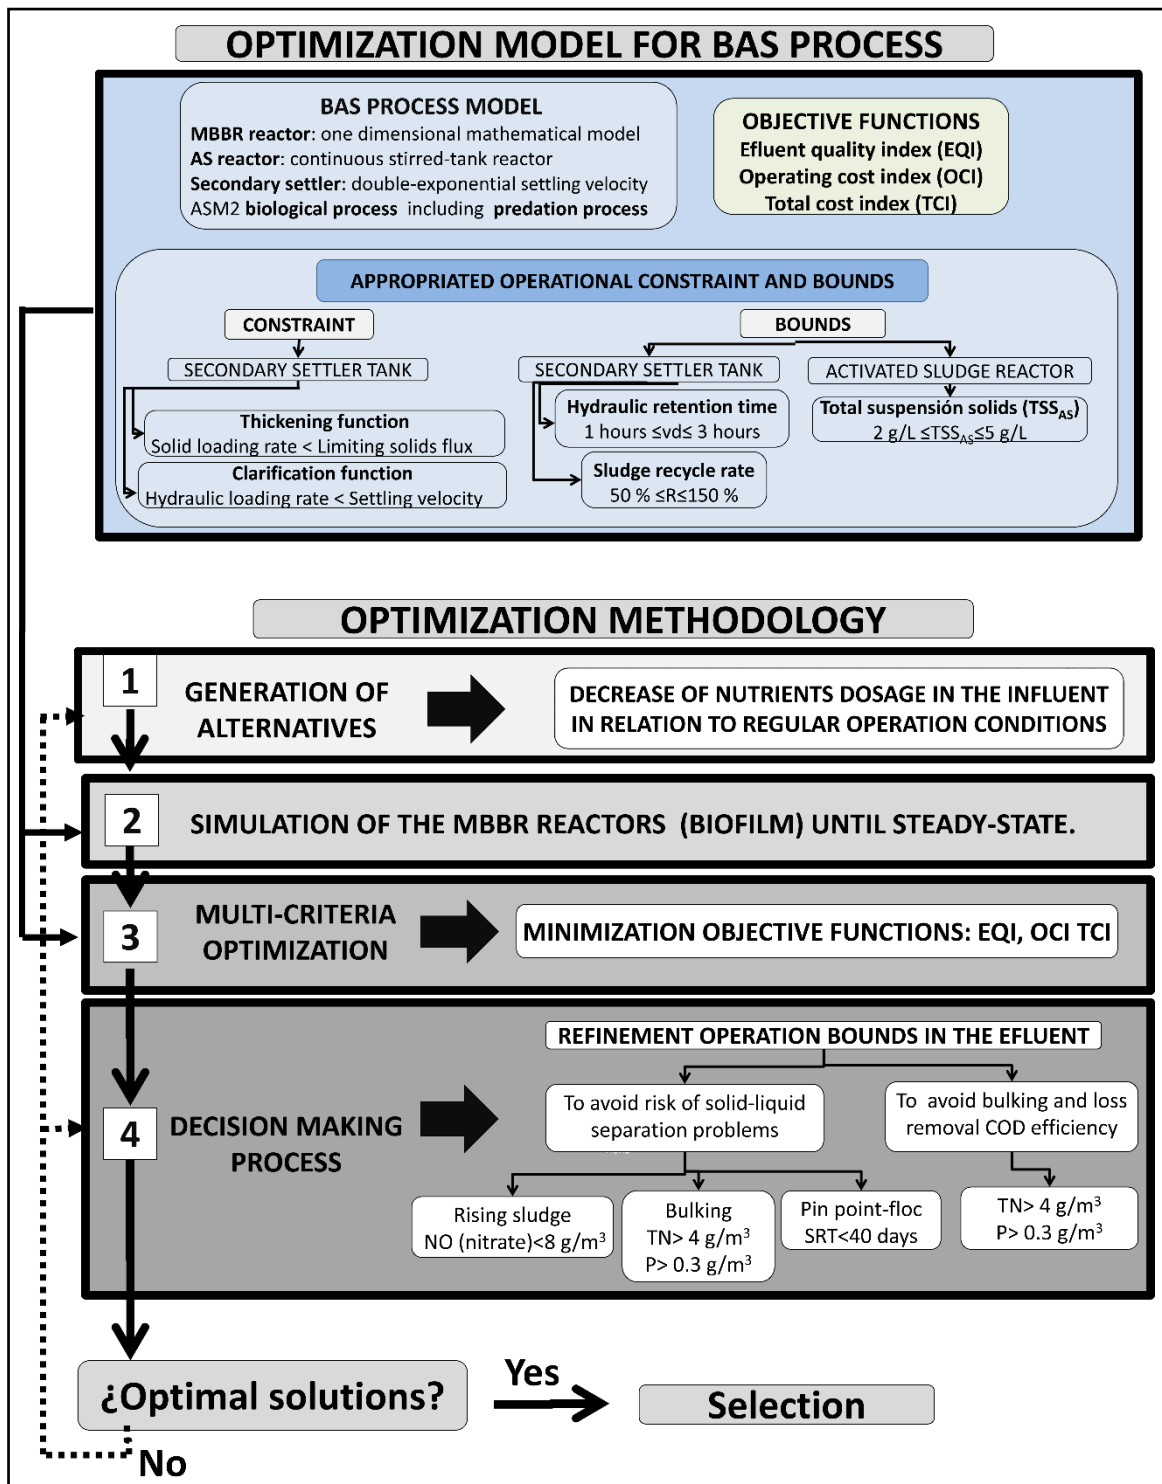 OPTIMIZATION MODEL FOR BAS PROCESS
BAS PROCESS MODEL
MBBR reactor: one dimensional mathematical model
AS reactor: continuous stirred-tank reactor
Secondary settler: double-exponential settling velocity
ASM2 biological process including predation process
OBJECTIVE FUNCTIONS
Efluent quality index (EQI)
Operating cost index (OCI)
Total cost index (TCI)
APPROPRIATED OPERATIONAL CONSTRAINT AND BOUNDS
CONSTRAINT
SECONDARY SETTLER TANK
Thickening function
Solid loading rate < Limiting solids flux
Clarification function
Hydraulic loading rate < Settling velocity
BOUNDS
SECONDARY SETTLER TANK
Hydraulic retention time
1 hours ≤vd≤ 3 hours
Sludge recycle rate
50 % ≤R≤150 %
ACTIVATED SLUDGE REACTOR
Total suspensión solids (TSS_AS)
2 g/L ≤TSS_AS≤5 g/L
OPTIMIZATION METHODOLOGY
1
GENERATION OF
ALTERNATIVES
DECREASE OF NUTRIENTS DOSAGE IN THE INFLUENT
IN RELATION TO REGULAR OPERATION CONDITIONS
2
SIMULATION OF THE MBBR REACTORS (BIOFILM) UNTIL STEADY-STATE.
3
MULTI-CRITERIA
OPTIMIZATION
MINIMIZATION OBJECTIVE FUNCTIONS: EQI, OCI TCI
4
DECISION MAKING
PROCESS
REFINEMENT OPERATION BOUNDS IN THE EFLUENT
To avoid risk of solid-liquid
separation problems
To avoid bulking and loss
removal COD efficiency
Rising sludge
NO (nitrate)<8 g/m³
Bulking
TN> 4 g/m³
P> 0.3 g/m³
Pin point-floc
SRT<40 days
TN> 4 g/m³
P> 0.3 g/m³
¿Optimal solutions?
Yes
Selection
No